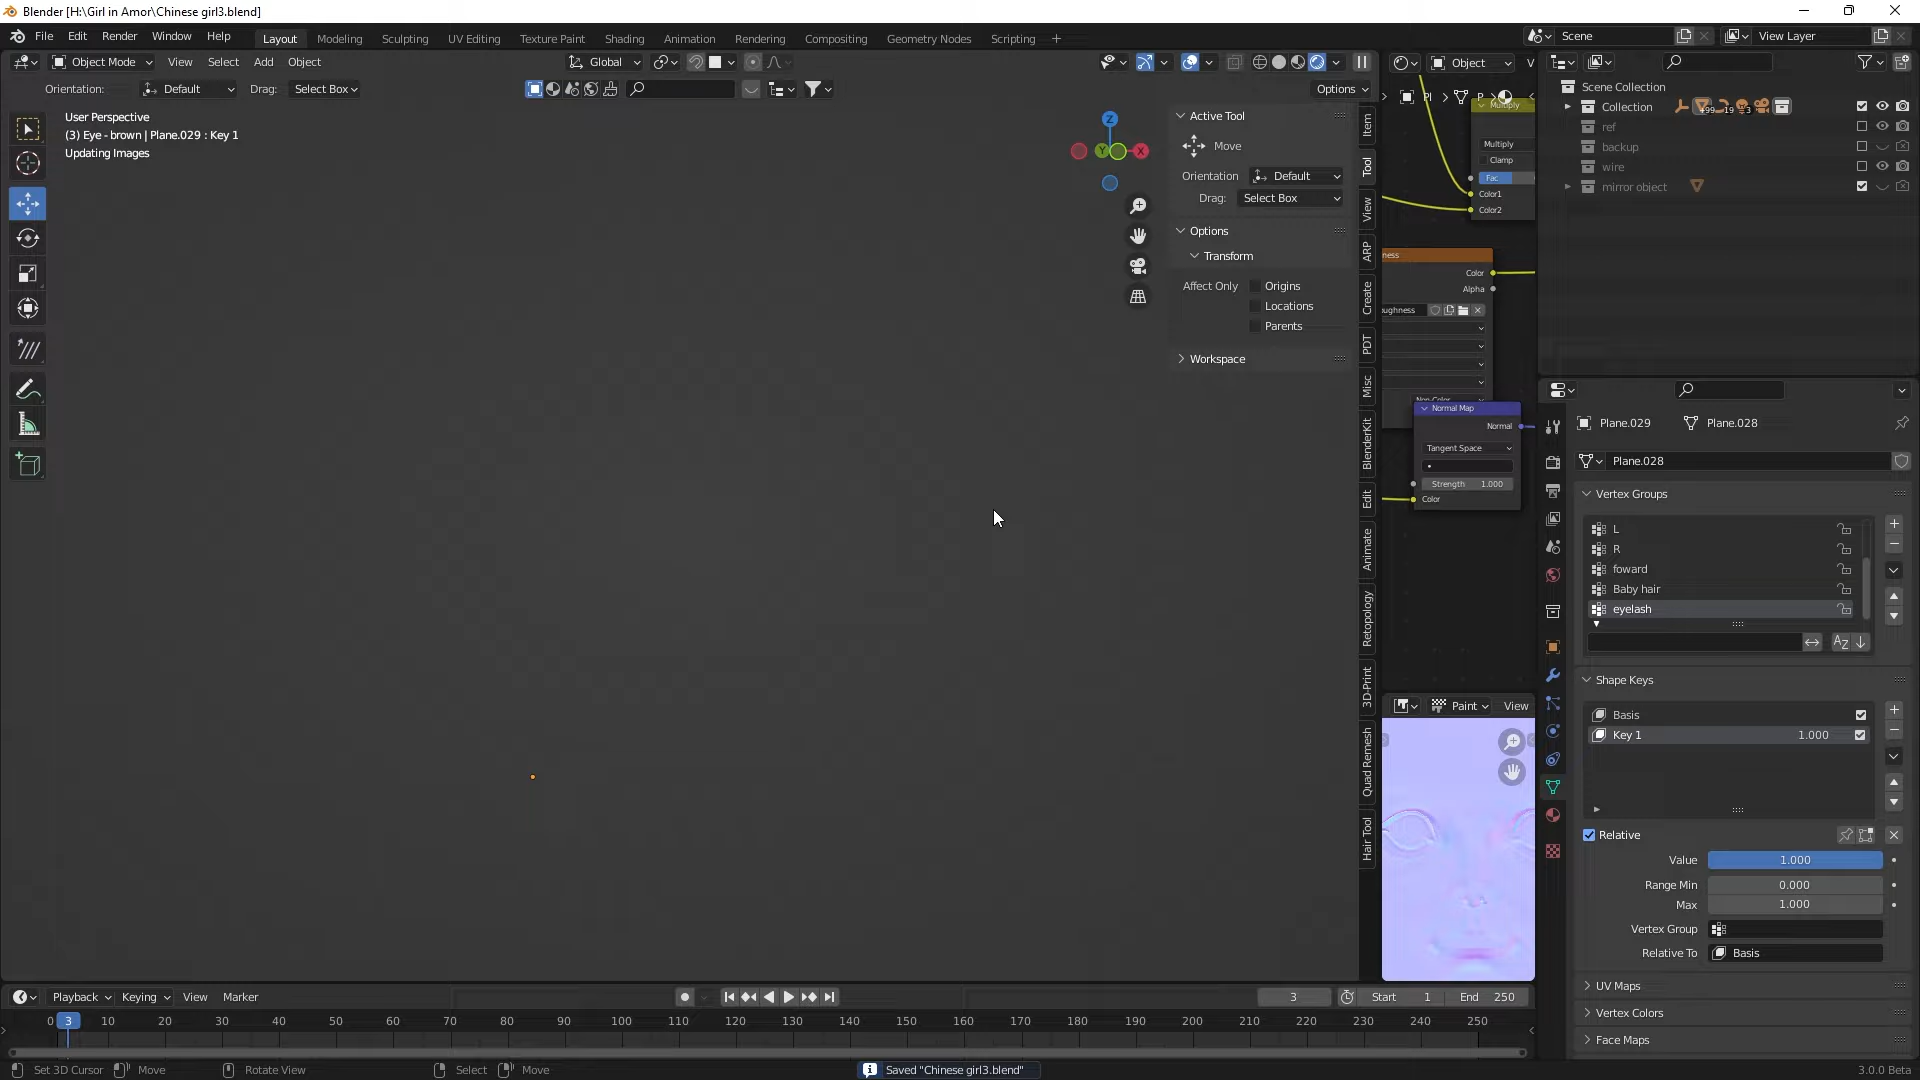 Blender [H:\Girl in Amor\Chinese girl3.blend]
File Edit Render Window Help
Layout Modeling Sculpting UV Editing Texture Paint Shading Animation Rendering Compositing Geometry Nodes Scripting +
Scene
View Layer
Object Mode View Select Add Object
Global
Options
Orientation: Default Drag: Select Box
User Perspective
(3) Eye - brown | Plane.029 : Key 1
Updating Images
Z
Y
X
Active Tool
Move
Orientation Default
Drag: Select Box
Options
Transform
Affect Only Origins
Locations
Parents
Workspace
Item
Tool
View
ARP
Create
PDT
Misc
BlenderKit
Edit
Animate
Retopology
3D-Print
Quad Remesh
Hair Tool
Object
Multiply
Multiply
Clamp
Fac
Color1
Color2
ness
Color
Alpha
ughness
Non-Color
Normal Map
Normal
Tangent Space
Strength 1.000
Color
Paint View
Scene Collection
Collection
ref
backup
wire
mirror object
Plane.029 Plane.028
Plane.028
Vertex Groups
L
R
foward
Baby hair
eyelash
Shape Keys
Basis
Key 1 1.000
Relative
Value 1.000
Range Min 0.000
Max 1.000
Vertex Group
Relative To Basis
UV Maps
Vertex Colors
Face Maps
Playback Keying View Marker
3 Start 1 End 250
0 3 10 20 30 40 50 60 70 80 90 100 110 120 130 140 150 160 170 180 190 200 210 220 230 240 250
Set 3D Cursor Move Rotate View Select Move
Saved "Chinese girl3.blend"
3.0.0 Beta